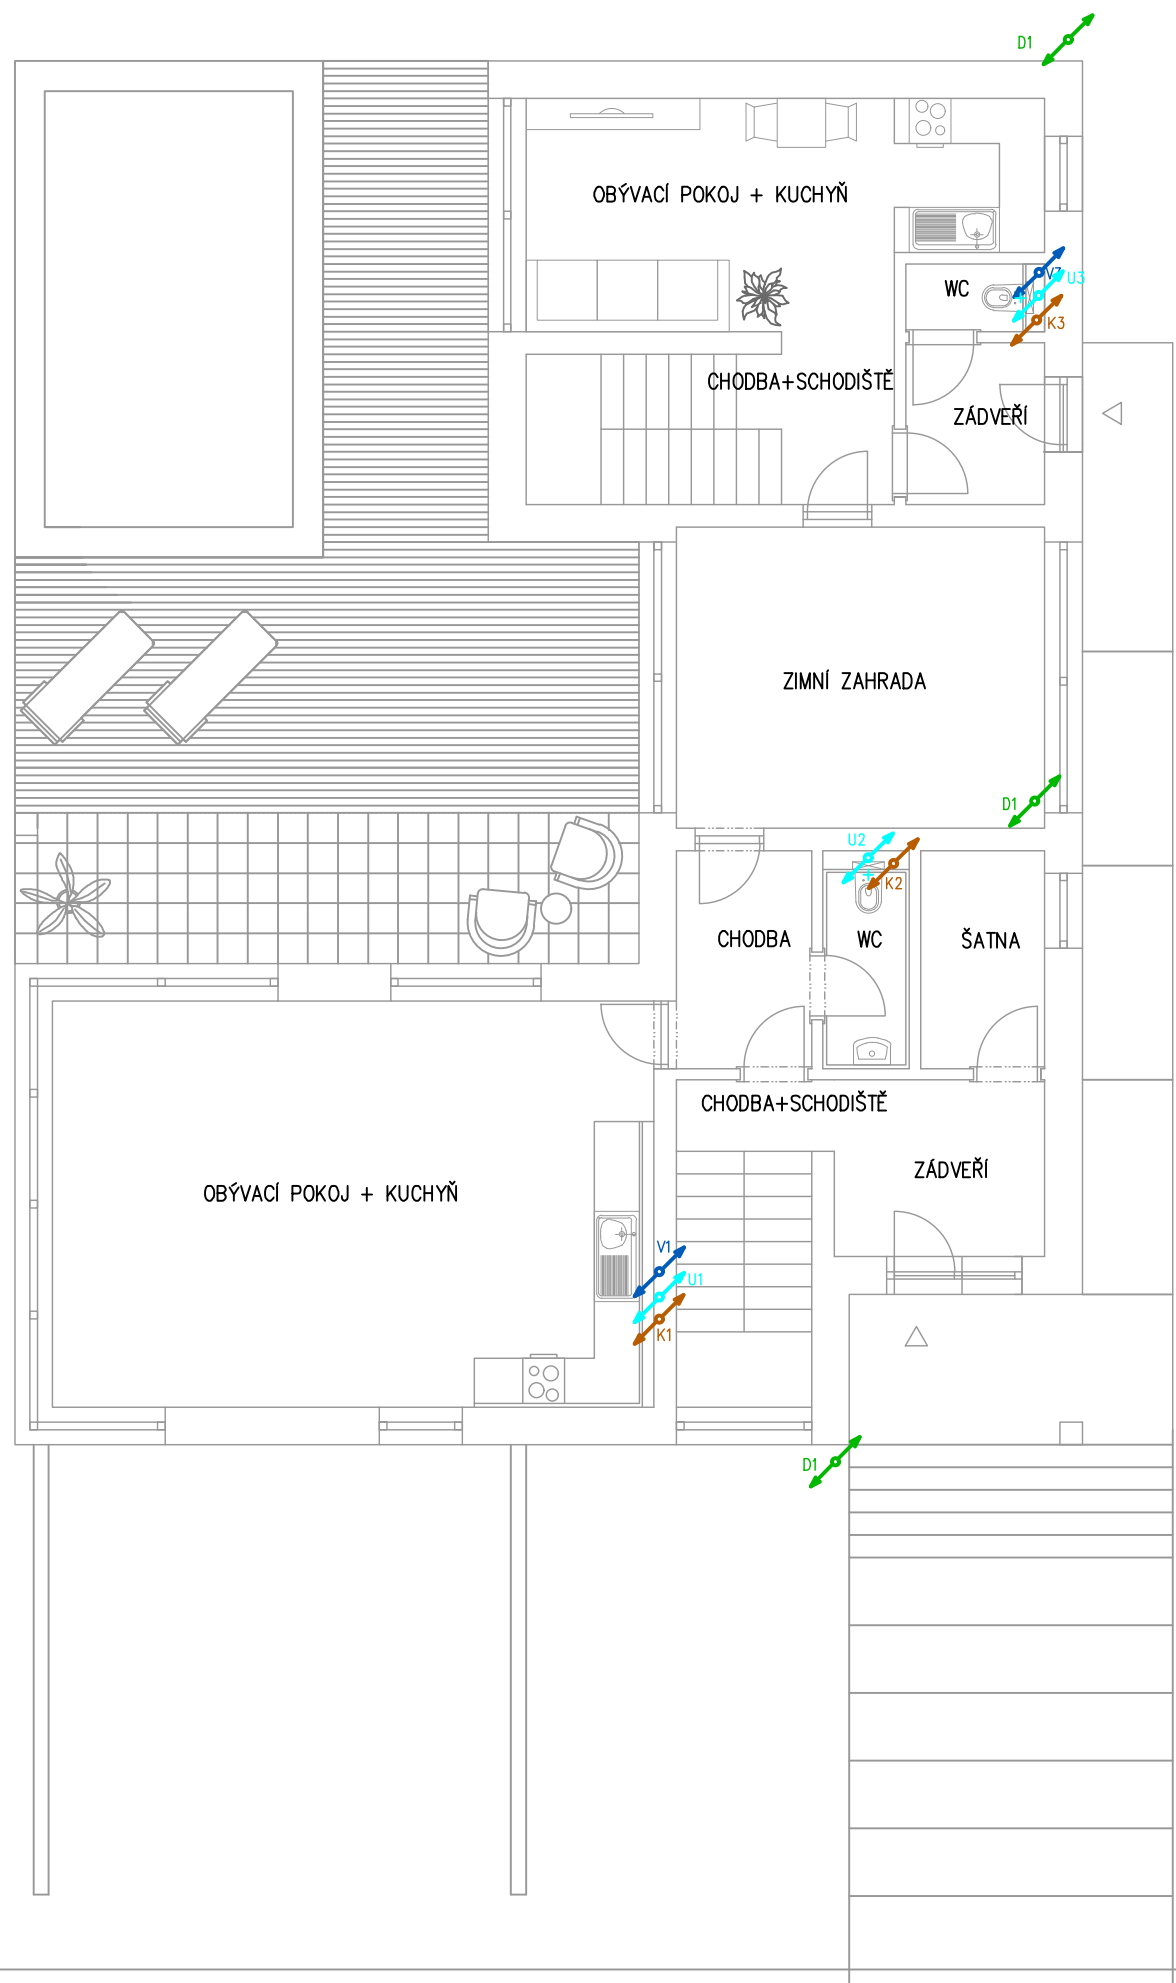 D1
OBÝVACÍ POKOJ + KUCHYŇ
WC
V3
U3
K3
CHODBA+SCHODIŠTĚ
ZÁDVEŘÍ
ZIMNÍ ZAHRADA
D1
U2
K2
CHODBA
WC
ŠATNA
CHODBA+SCHODIŠTĚ
ZÁDVEŘÍ
OBÝVACÍ POKOJ + KUCHYŇ
V1
U1
K1
D1